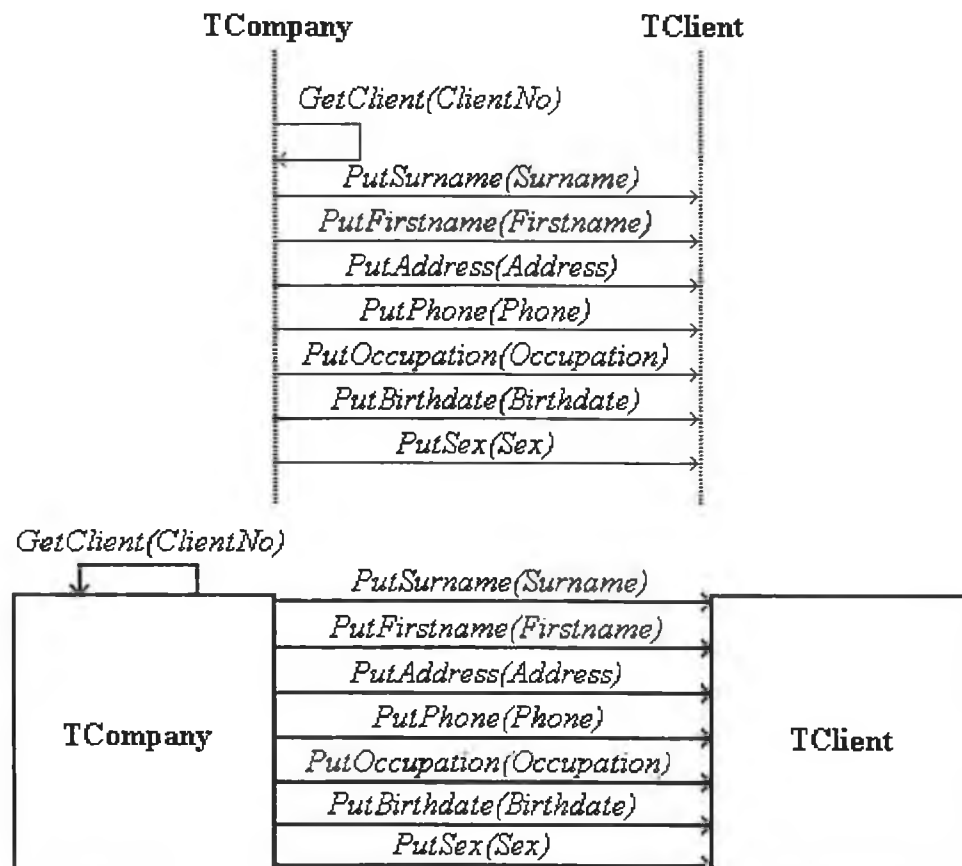 TCompany TClient
GetClient(ClientNo)
PutSurname(Surname)
PutFirstname(Firstname)
PutAddress(Address)
PutPhone(Phone)
PutOccupation(Occupation)
PutBirthdate(Birthdate)
PutSex(Sex)
GetClient(ClientNo)
PutSurname(Surname)
PutFirstname(Firstname)
PutAddress(Address)
PutPhone(Phone)
TCompany TClient
PutOccupation(Occupation)
PutBirthdate(Birthdate)
PutSex(Sex)